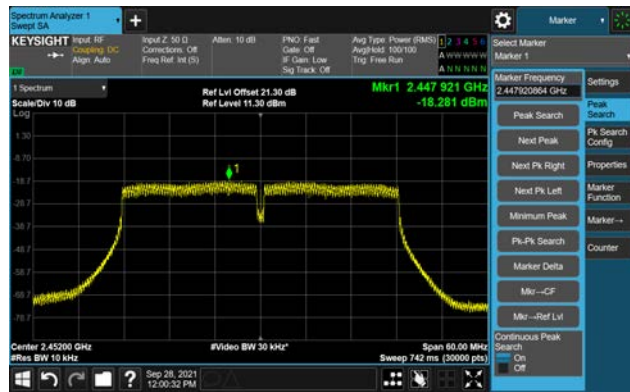 Spectrum Analyzer 1
Swept SA
Marker
KEYSIGHT
Input: RF
Coupling: DC
Align: Auto
Input Z: 50 Ω
Corrections: Off
Freq Ref: Int (S)
Atten: 10 dB
PNO: Fast
Gate: Off
IF Gain: Low
Sig Track: Off
Avg Type: Power (RMS)
Avg|Hold: 100/100
Trig: Free Run
1 2 3 4 5 6
A W W W W W
A N N N N N
Select Marker
Marker 1
1 Spectrum
Scale/Div 10 dB
Log
Ref Lvl Offset 21.30 dB
Ref Level 11.30 dBm
Mkr1 2.447 921 GHz
-18.281 dBm
1
1.30
-8.70
-18.7
-28.7
-38.7
-48.7
-58.7
-68.7
-78.7
Center 2.45200 GHz
#Res BW 10 kHz
#Video BW 30 kHz*
Span 60.00 MHz
Sweep 742 ms (30000 pts)
Marker Frequency
2.447920864 GHz
Peak Search
Next Peak
Next Pk Right
Next Pk Left
Minimum Peak
Pk-Pk Search
Marker Delta
Mkr→CF
Mkr→Ref Lvl
Continuous Peak
Search
On
Off
Settings
Peak
Search
Pk Search
Config
Properties
Marker
Function
Marker→
Counter
Sep 28, 2021
12:00:32 PM